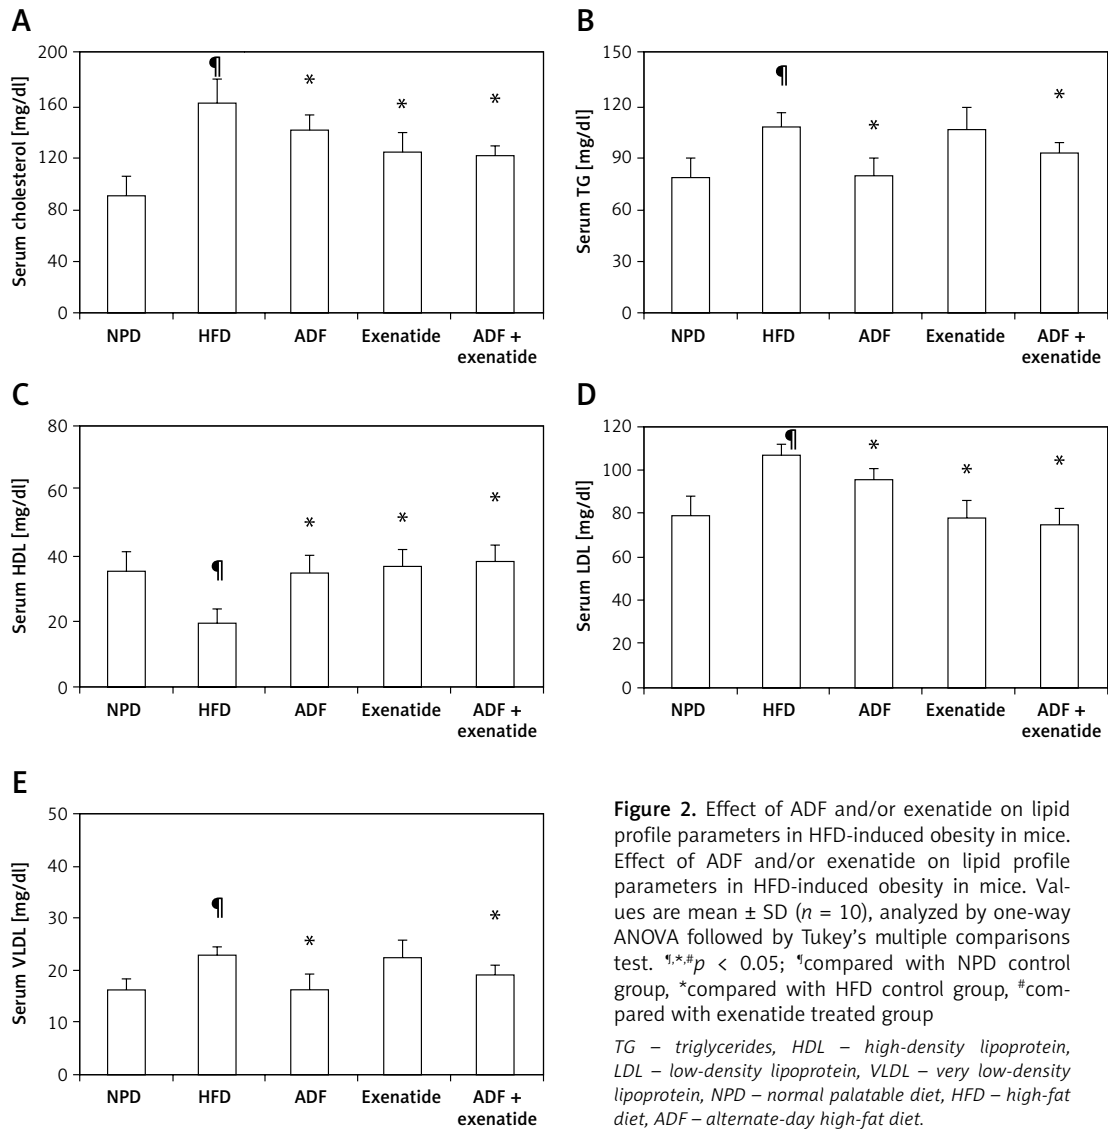 A
Serum cholesterol [mg/dl]
200
160
120
80
40
0
¶
*
*
*
NPD HFD ADF Exenatide ADF +
exenatide
B
Serum TG [mg/dl]
150
120
90
60
30
0
¶
*
*
NPD HFD ADF Exenatide ADF +
exenatide
C
Serum HDL [mg/dl]
80
60
40
20
0
¶
*
*
*
NPD HFD ADF Exenatide ADF +
exenatide
D
Serum LDL [mg/dl]
120
100
80
60
40
20
0
¶
*
*
*
NPD HFD ADF Exenatide ADF +
exenatide
E
Serum VLDL [mg/dl]
50
40
30
20
10
0
¶
*
*
NPD HFD ADF Exenatide ADF +
exenatide
Figure 2. Effect of ADF and/or exenatide on lipid
profile parameters in HFD-induced obesity in mice.
Effect of ADF and/or exenatide on lipid profile
parameters in HFD-induced obesity in mice. Val-
ues are mean ± SD (n = 10), analyzed by one-way
ANOVA followed by Tukey's multiple comparisons
test. ¶,*,#p < 0.05; ¶compared with NPD control
group, *compared with HFD control group, #com-
pared with exenatide treated group
TG – triglycerides, HDL – high-density lipoprotein,
LDL – low-density lipoprotein, VLDL – very low-density
lipoprotein, NPD – normal palatable diet, HFD – high-fat
diet, ADF – alternate-day high-fat diet.